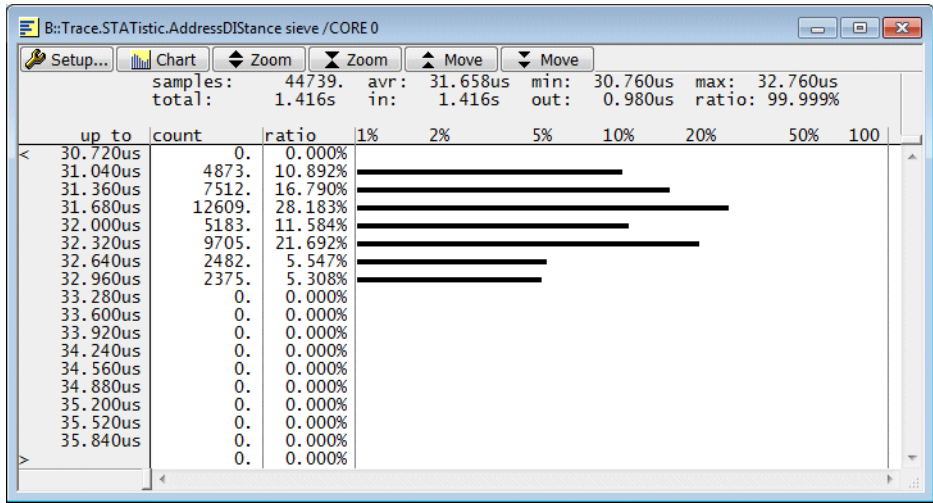 B::Trace.STATistic.AddressDIStance sieve /CORE 0
Setup... Chart Zoom Zoom Move Move
samples: 44739. avr: 31.658us min: 30.760us max: 32.760us
total: 1.416s in: 1.416s out: 0.980us ratio: 99.999%
up to count ratio 1% 2% 5% 10% 20% 50% 100
< 30.720us 0. 0.000%
31.040us 4873. 10.892%
31.360us 7512. 16.790%
31.680us 12609. 28.183%
32.000us 5183. 11.584%
32.320us 9705. 21.692%
32.640us 2482. 5.547%
32.960us 2375. 5.308%
33.280us 0. 0.000%
33.600us 0. 0.000%
33.920us 0. 0.000%
34.240us 0. 0.000%
34.560us 0. 0.000%
34.880us 0. 0.000%
35.200us 0. 0.000%
35.520us 0. 0.000%
35.840us 0. 0.000%
> 0. 0.000%